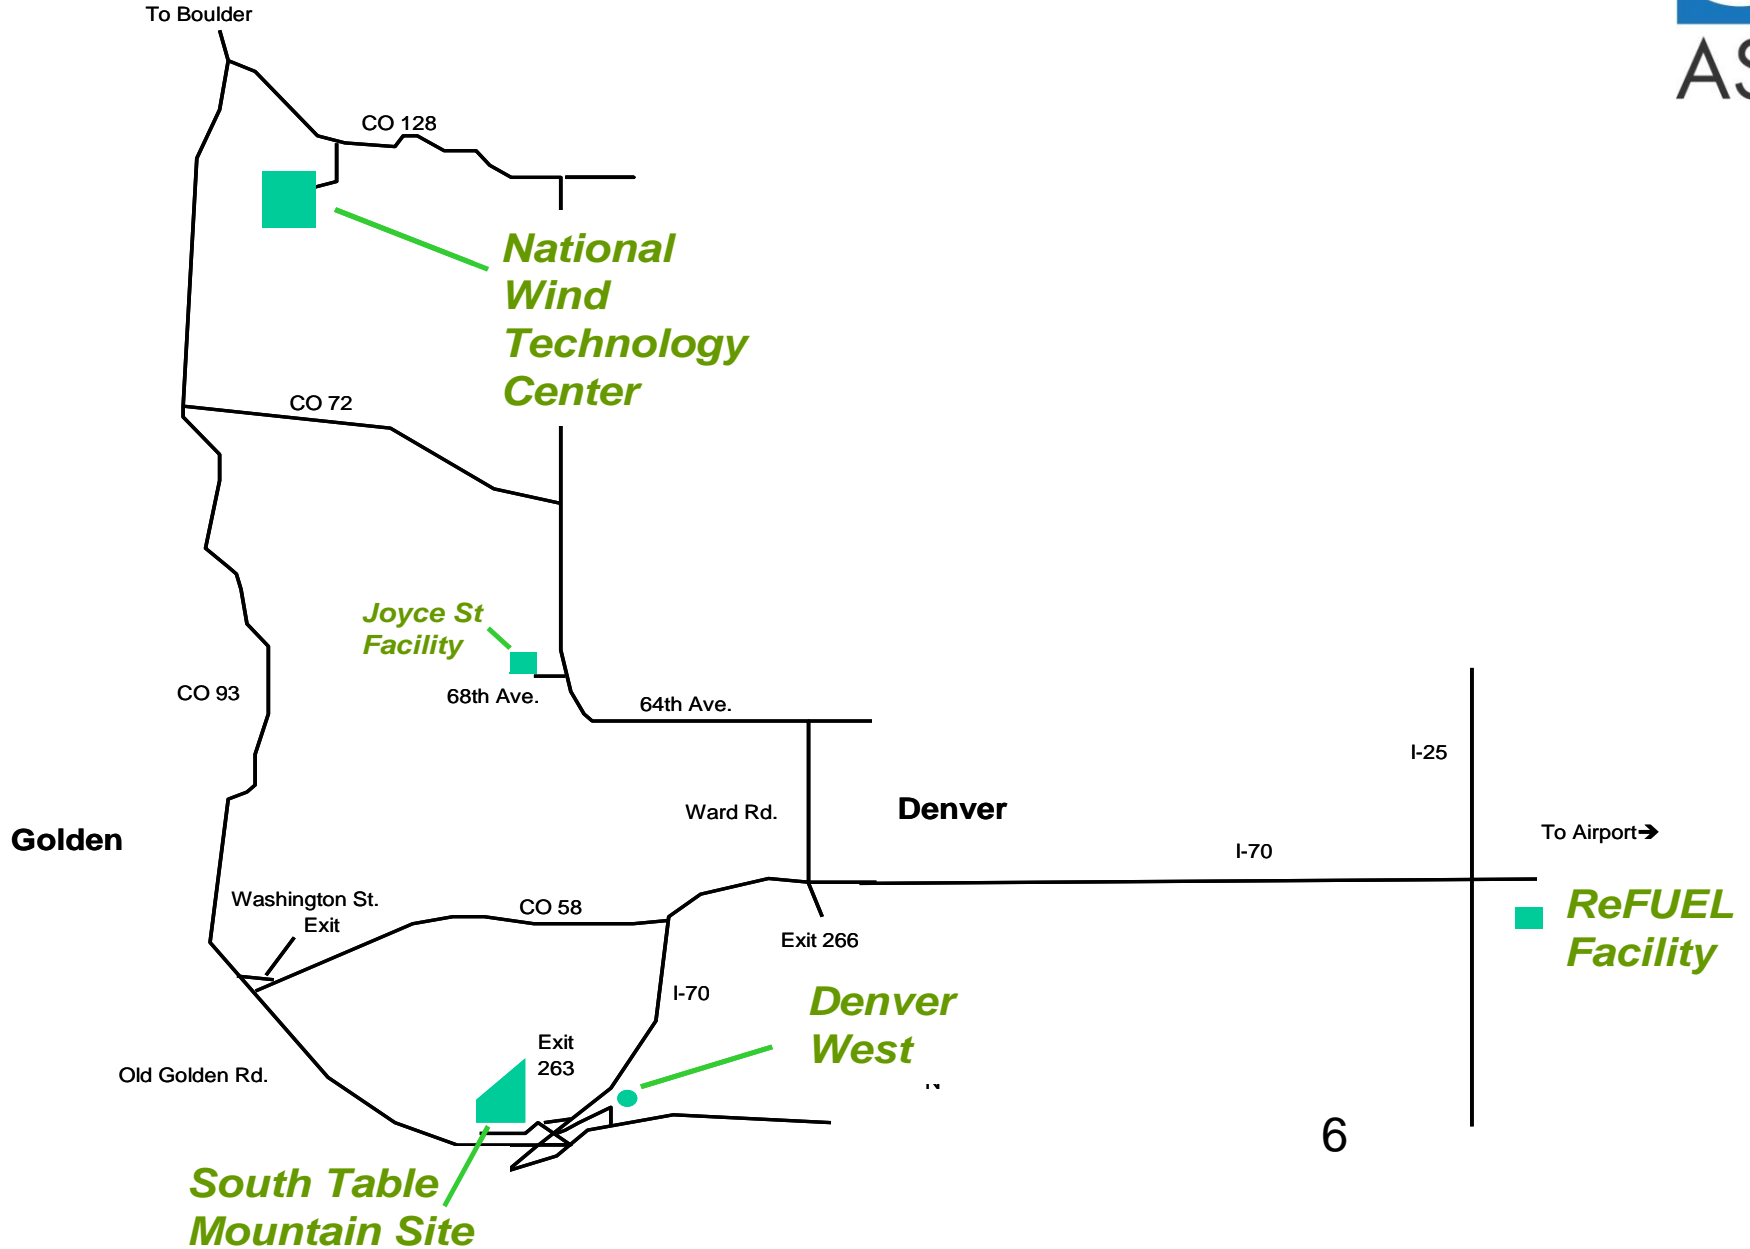 To Boulder
AS
CO 128
National
Wind
Technology
Center
CO 72
Joyce St
Facility
68th Ave.
64th Ave.
CO 93
I-25
Ward Rd.
Denver
To Airport➔
Golden
I-70
Washington St.
Exit
CO 58
ReFUEL
Facility
Exit 266
I-70
Denver
West
Exit
263
Old Golden Rd.
6
South Table
Mountain Site